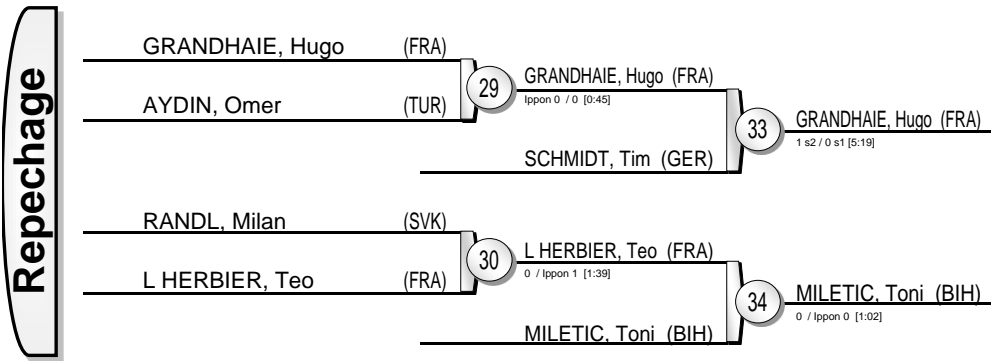 Repechage
GRANDHAIE, Hugo (FRA)
AYDIN, Omer (TUR)
29
GRANDHAIE, Hugo (FRA)
Ippon 0 / 0 [0:45]
SCHMIDT, Tim (GER)
33
GRANDHAIE, Hugo (FRA)
1 s2 / 0 s1 [5:19]
RANDL, Milan (SVK)
L HERBIER, Teo (FRA)
30
L HERBIER, Teo (FRA)
0 / Ippon 1 [1:39]
MILETIC, Toni (BIH)
34
MILETIC, Toni (BIH)
0 / Ippon 0 [1:02]